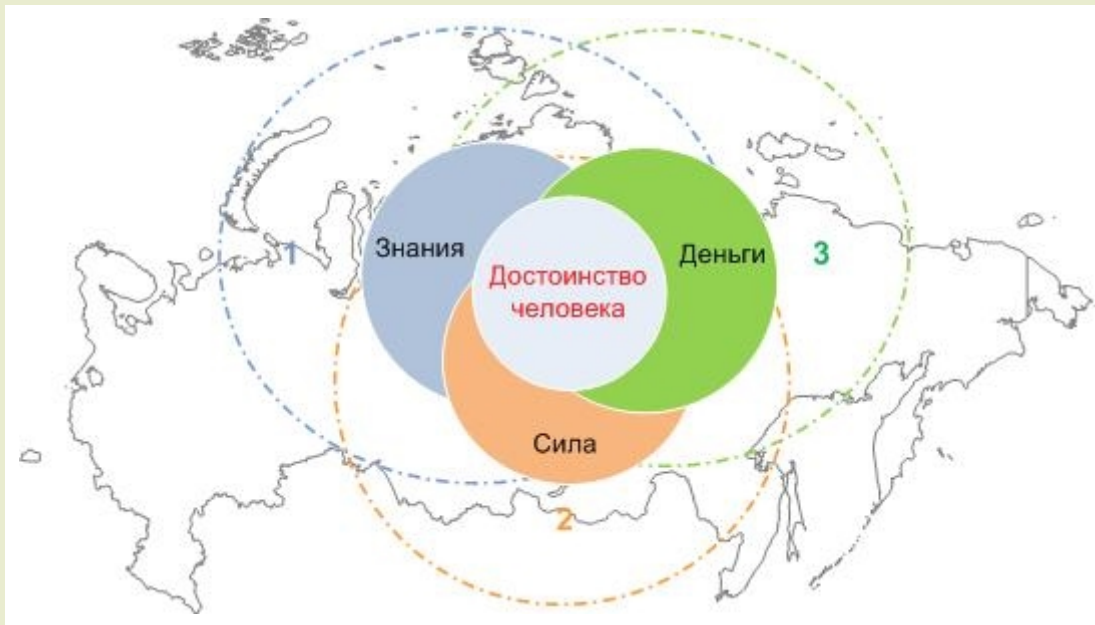 Знания
Деньги
1
3
Достоинство
человека
Сила
2